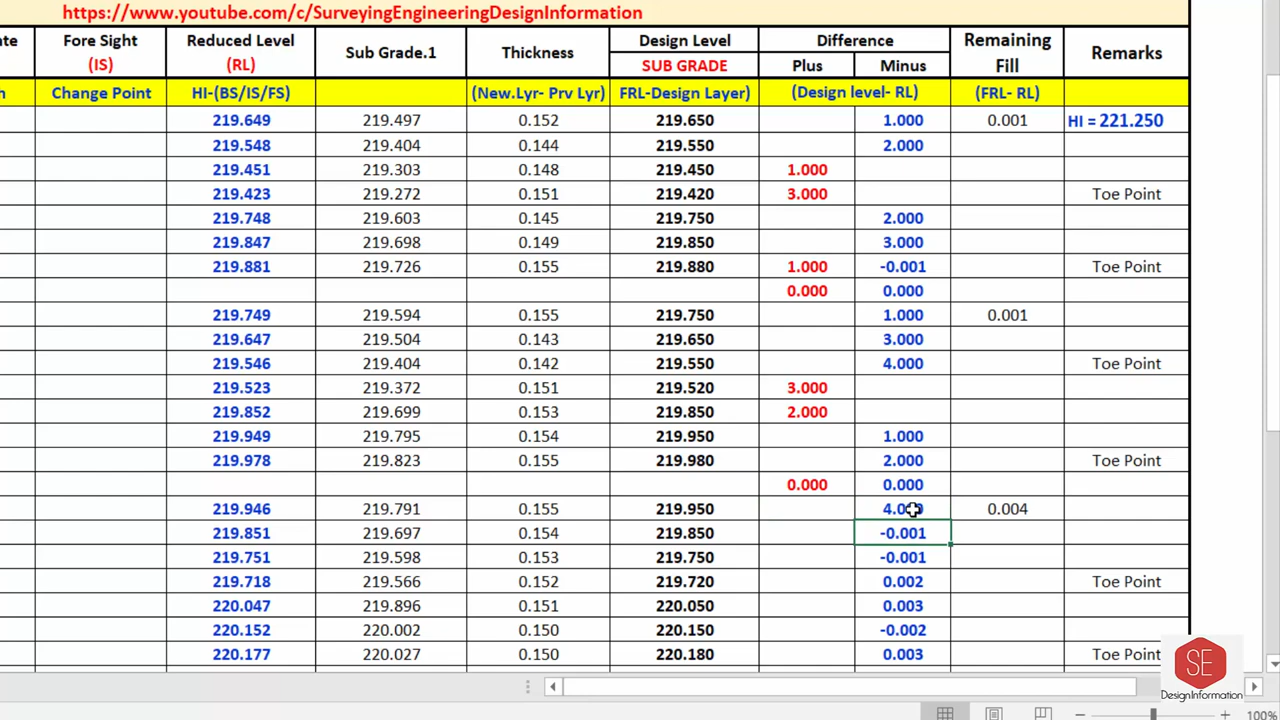 https://www.youtube.com/c/SurveyingEngineeringDesignInformation
Fore Sight Reduced Level Sub Grade.1 Thickness Design Level Difference Remaining Fill Remarks
(IS) (RL) SUB GRADE Plus Minus
Change Point HI-(BS/IS/FS) (New.Lyr- Prv Lyr) FRL-Design Layer) (Design level- RL) (FRL- RL)
219.649 219.497 0.152 219.650 1.000 0.001 HI = 221.250
219.548 219.404 0.144 219.550 2.000
219.451 219.303 0.148 219.450 1.000
219.423 219.272 0.151 219.420 3.000 Toe Point
219.748 219.603 0.145 219.750 2.000
219.847 219.698 0.149 219.850 3.000
219.881 219.726 0.155 219.880 1.000 -0.001 Toe Point
0.000 0.000
219.749 219.594 0.155 219.750 1.000 0.001
219.647 219.504 0.143 219.650 3.000
219.546 219.404 0.142 219.550 4.000 Toe Point
219.523 219.372 0.151 219.520 3.000
219.852 219.699 0.153 219.850 2.000
219.949 219.795 0.154 219.950 1.000
219.978 219.823 0.155 219.980 2.000 Toe Point
0.000 0.000
219.946 219.791 0.155 219.950 0.004
219.851 219.697 0.154 219.850 -0.001
219.751 219.598 0.153 219.750 -0.001
219.718 219.566 0.152 219.720 0.002 Toe Point
220.047 219.896 0.151 220.050 0.003
220.152 220.002 0.150 220.150 -0.002
220.177 220.027 0.150 220.180 0.003 Toe Point
SE
DesignInformation
100%